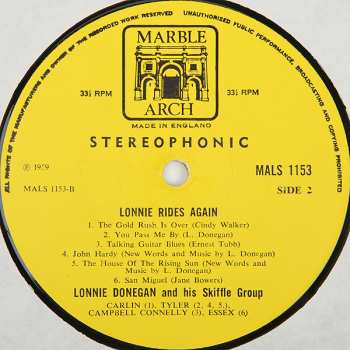 ALL RIGHTS OF THE MANUFACTURERS AND OF THE OWNER OF THE RECORDED WORK RESERVED
UNAUTHORISED PUBLIC PERFORMANCE, BROADCASTING AND COPYING PROHIBITED
MARBLE
33⅓ RPM
33⅓ RPM
ARCH
MADE IN ENGLAND
STEREOPHONIC
℗ 1959
MALS 1153
MALS 1153-B
SIDE 2
LONNIE RIDES AGAIN
1. The Gold Rush Is Over (Cindy Walker)
2. You Pass Me By (L. Donegan)
3. Talking Guitar Blues (Ernest Tubb)
4. John Hardy (New Words and Music by L. Donegan)
5. The House Of The Rising Sun (New Words and
Music by L. Donegan)
6. San Miguel (Jane Bowers)
LONNIE DONEGAN and his Skiffle Group
CARLIN (1), TYLER (2, 4, 5),
CAMPBELL CONNELLY (3), ESSEX (6)